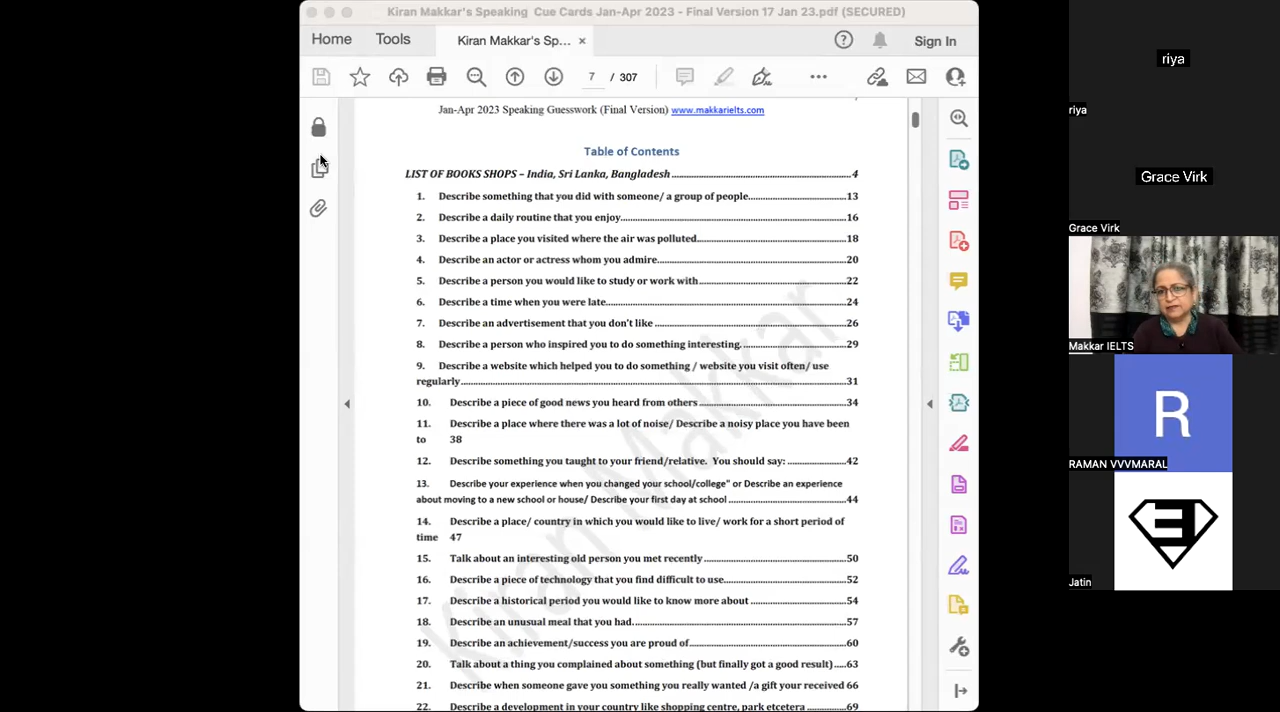 Kiran Makkar's Speaking Cue Cards Jan-Apr 2023 - Final Version 17 Jan 23.pdf (SECURED)
Home Tools Kiran Makkar's Sp... × Sign In
7 / 307
Jan-Apr 2023 Speaking Guesswork (Final Version) www.makkarielts.com
Table of Contents
LIST OF BOOKS SHOPS – India, Sri Lanka, Bangladesh ........ 4
1. Describe something that you did with someone/ a group of people........ 13
2. Describe a daily routine that you enjoy........ 16
3. Describe a place you visited where the air was polluted........ 18
4. Describe an actor or actress whom you admire........ 20
5. Describe a person you would like to study or work with........ 22
6. Describe a time when you were late........ 24
7. Describe an advertisement that you don't like ........ 26
8. Describe a person who inspired you to do something interesting. ........ 29
9. Describe a website which helped you to do something / website you visit often/ use
regularly........ 31
10. Describe a piece of good news you heard from others ........ 34
11. Describe a place where there was a lot of noise/ Describe a noisy place you have been
to 38
12. Describe something you taught to your friend/relative. You should say: ........ 42
13. Describe your experience when you changed your school/college" or Describe an experience
about moving to a new school or house/ Describe your first day at school ........ 44
14. Describe a place/ country in which you would like to live/ work for a short period of
time 47
15. Talk about an interesting old person you met recently ........ 50
16. Describe a piece of technology that you find difficult to use........ 52
17. Describe a historical period you would like to know more about ........ 54
18. Describe an unusual meal that you had. ........ 57
19. Describe an achievement/success you are proud of........ 60
20. Talk about a thing you complained about something (but finally got a good result)..... 63
21. Describe when someone gave you something you really wanted /a gift your received 66
22. Describe a development in your country like shopping centre, park etcetera ........ 69
Kiran Makkar
riya
riya
Grace Virk
Grace Virk
Makkar IELTS
R
RAMAN VVVMARAL
Jatin